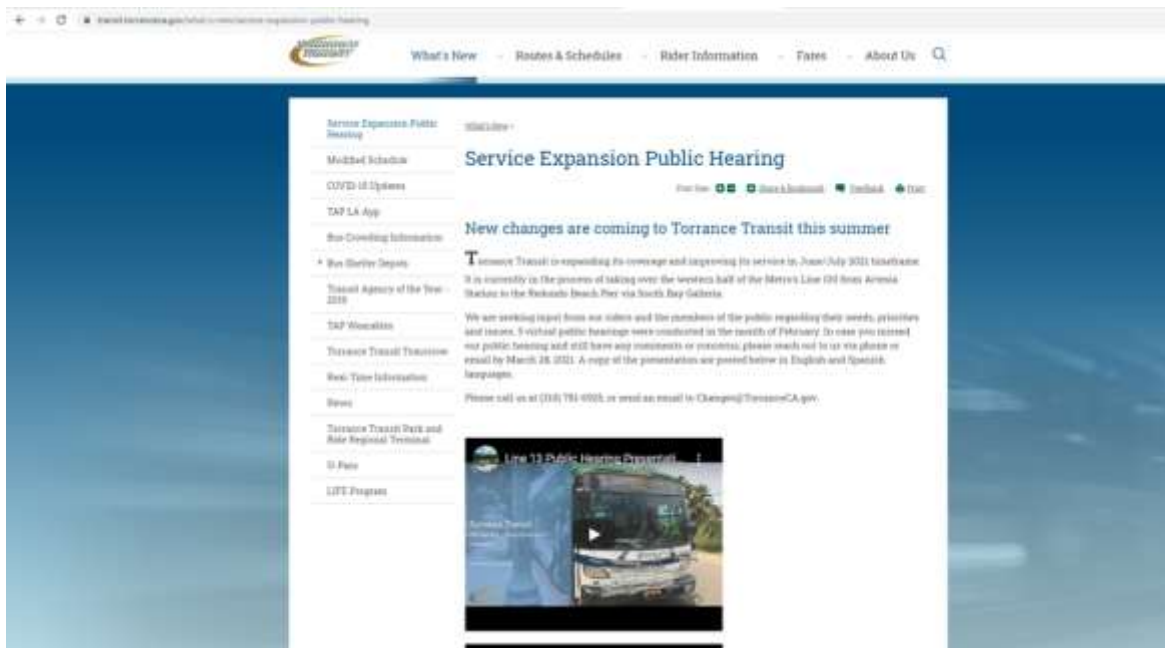 What's New
Routes & Schedules
Rider Information
Fares
About Us
Service Expansion Public
Hearing
Modified Schedule
COVID-19 Updates
TAP LA App
Bus Crowding Information
Bus Shelter Depots
Transit Agency of the Year -
2019
TAP Wearables
Torrance Transit Tomorrow
Real-Time Information
News
Torrance Transit Park and
Ride Regional Terminal
U-Pass
LIFE Program
What's New
Service Expansion Public Hearing
Font Size: Share & Bookmark Feedback Print
New changes are coming to Torrance Transit this summer
Torrance Transit is expanding its coverage and improving its service in June/July 2021 timeframe.
It is currently in the process of taking over the western half of the Metro's Line 130 from Artesia
Station to the Redondo Beach Pier via South Bay Galleria.
We are seeking input from our riders and the members of the public regarding their needs, priorities
and issues. 5 virtual public hearings were conducted in the month of February. In case you missed
our public hearing and still have any comments or concerns, please reach out to us via phone or
email by March 28, 2021. A copy of the presentation are posted below in English and Spanish
languages.
Please call us at (310) or send an email to Changes@TorranceCA.gov.
Line 13 Public Hearing Presentati...
Torrance Transit